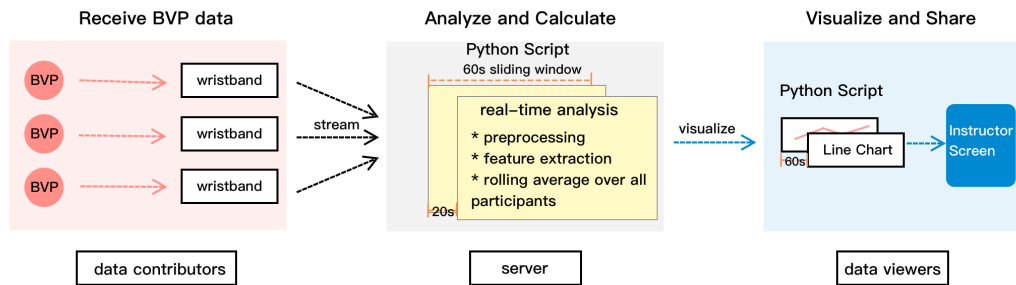 Receive BVP data
BVP
wristband
BVP
wristband
BVP
wristband
data contributors
stream
Analyze and Calculate
Python Script
60s sliding window
real-time analysis
* preprocessing
* feature extraction
* rolling average over all
participants
20s
server
visualize
Visualize and Share
Python Script
Line Chart
60s
Instructor
Screen
data viewers